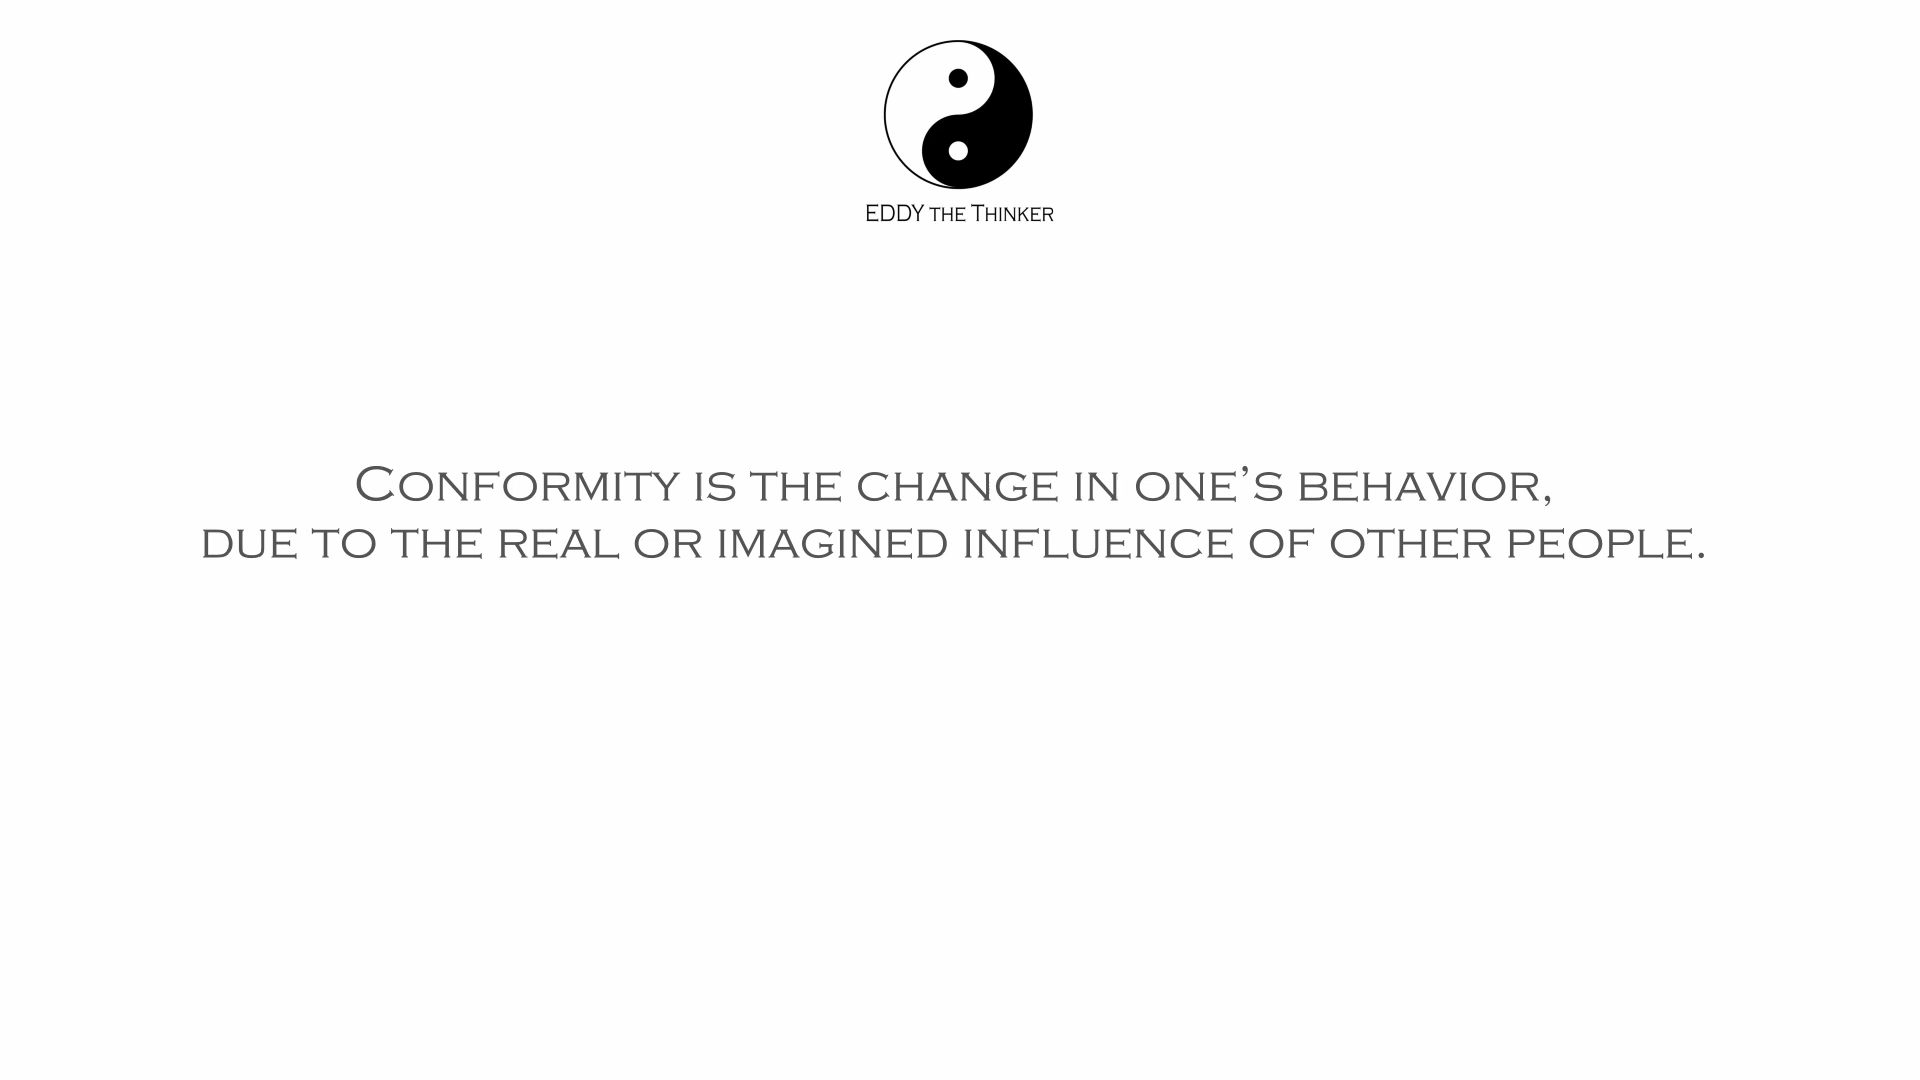 EDDY the Thinker
Conformity is the change in one’s behavior,
due to the real or imagined influence of other people.